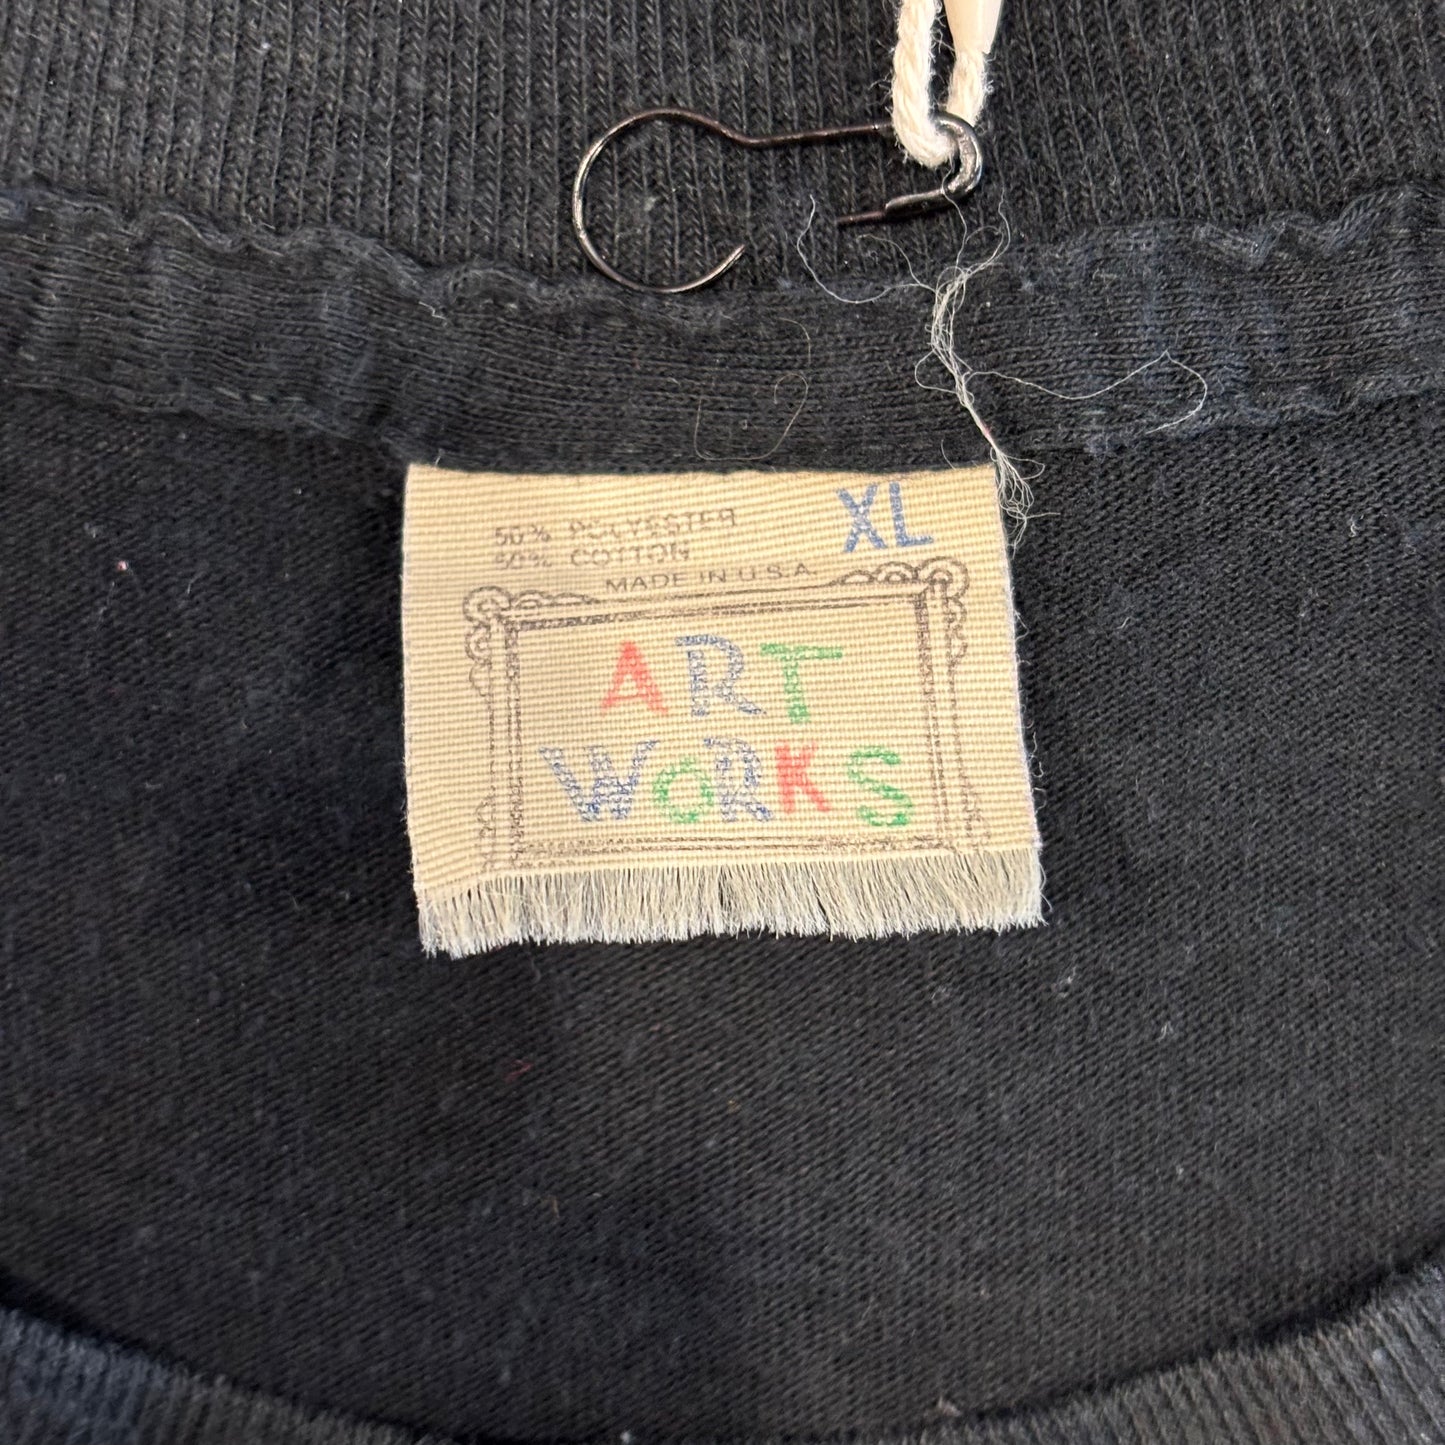 50% POLYESTER XL
50% COTTON
MADE IN U.S.A.
ART
WORKS